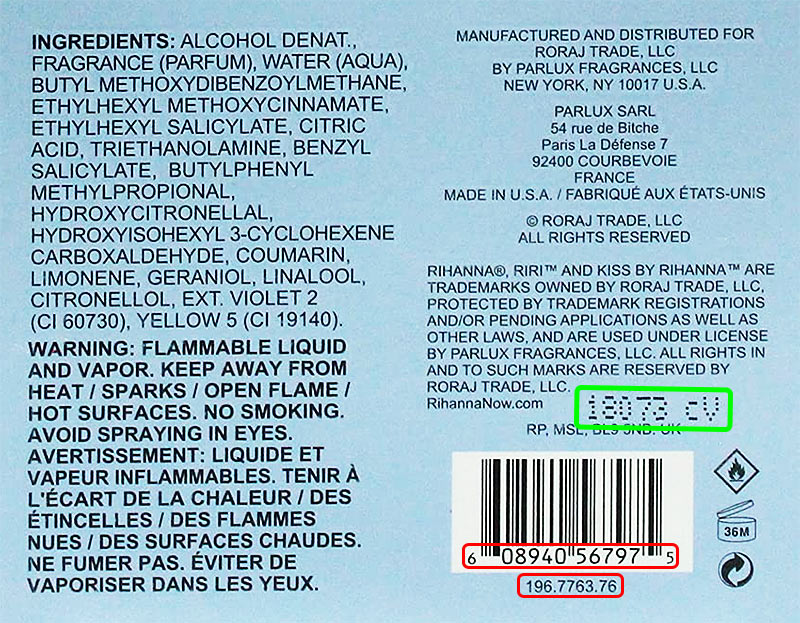 INGREDIENTS: ALCOHOL DENAT.,
FRAGRANCE (PARFUM), WATER (AQUA),
BUTYL METHOXYDIBENZOYLMETHANE,
ETHYLHEXYL METHOXYCINNAMATE,
ETHYLHEXYL SALICYLATE, CITRIC
ACID, TRIETHANOLAMINE, BENZYL
SALICYLATE, BUTYLPHENYL
METHYLPROPIONAL,
HYDROXYCITRONELLAL,
HYDROXYISOHEXYL 3-CYCLOHEXENE
CARBOXALDEHYDE, COUMARIN,
LIMONENE, GERANIOL, LINALOOL,
CITRONELLOL, EXT. VIOLET 2
(CI 60730), YELLOW 5 (CI 19140).
WARNING: FLAMMABLE LIQUID
AND VAPOR. KEEP AWAY FROM
HEAT / SPARKS / OPEN FLAME /
HOT SURFACES. NO SMOKING.
AVOID SPRAYING IN EYES.
AVERTISSEMENT: LIQUIDE ET
VAPEUR INFLAMMABLES. TENIR À
L'ÉCART DE LA CHALEUR / DES
ÉTINCELLES / DES FLAMMES
NUES / DES SURFACES CHAUDES.
NE FUMER PAS. ÉVITER DE
VAPORISER DANS LES YEUX.
MANUFACTURED AND DISTRIBUTED FOR
RORAJ TRADE, LLC
BY PARLUX FRAGRANCES, LLC
NEW YORK, NY 10017 U.S.A.
PARLUX SARL
54 rue de Bitche
Paris La Défense 7
92400 COURBEVOIE
FRANCE
MADE IN U.S.A. / FABRIQUÉ AUX ÉTATS-UNIS
© RORAJ TRADE, LLC
ALL RIGHTS RESERVED
RIHANNA®, RIRI™ AND KISS BY RIHANNA™ ARE
TRADEMARKS OWNED BY RORAJ TRADE, LLC,
PROTECTED BY TRADEMARK REGISTRATIONS
AND/OR PENDING APPLICATIONS AS WELL AS
OTHER LAWS, AND ARE USED UNDER LICENSE
BY PARLUX FRAGRANCES, LLC. ALL RIGHTS IN
AND TO SUCH MARKS ARE RESERVED BY
RORAJ TRADE, LLC.
RihannaNow.com
18073 CV
RP, MSL, BL9 5NB. UK
6 08940 56797 5
196.7763.76
36M